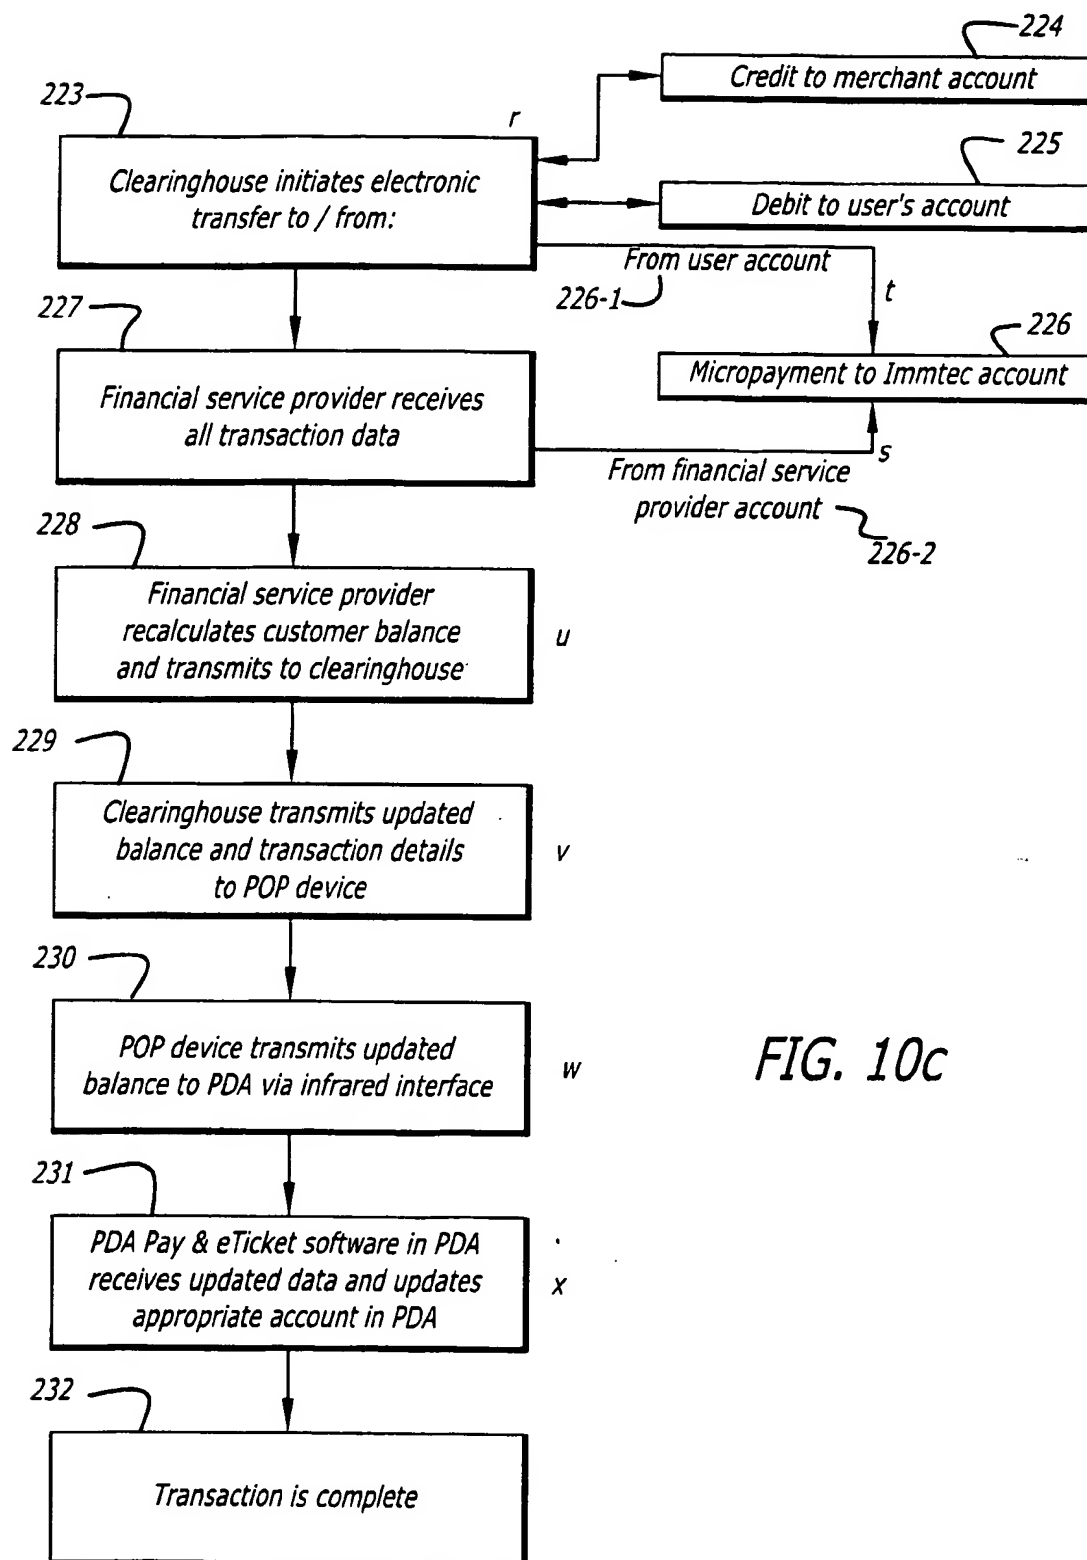 224
Credit to merchant account
223
r
225
Clearinghouse initiates electronic
transfer to / from:
Debit to user's account
From user account
226-1
t
227
226
Micropayment to Immtec account
Financial service provider receives
all transaction data
s
From financial service
provider account
226-2
228
Financial service provider
recalculates customer balance
and transmits to clearinghouse
u
229
Clearinghouse transmits updated
balance and transaction details
to POP device
v
230
POP device transmits updated
balance to PDA via infrared interface
w
FIG. 10c
231
PDA Pay & eTicket software in PDA
receives updated data and updates
appropriate account in PDA
x
232
Transaction is complete